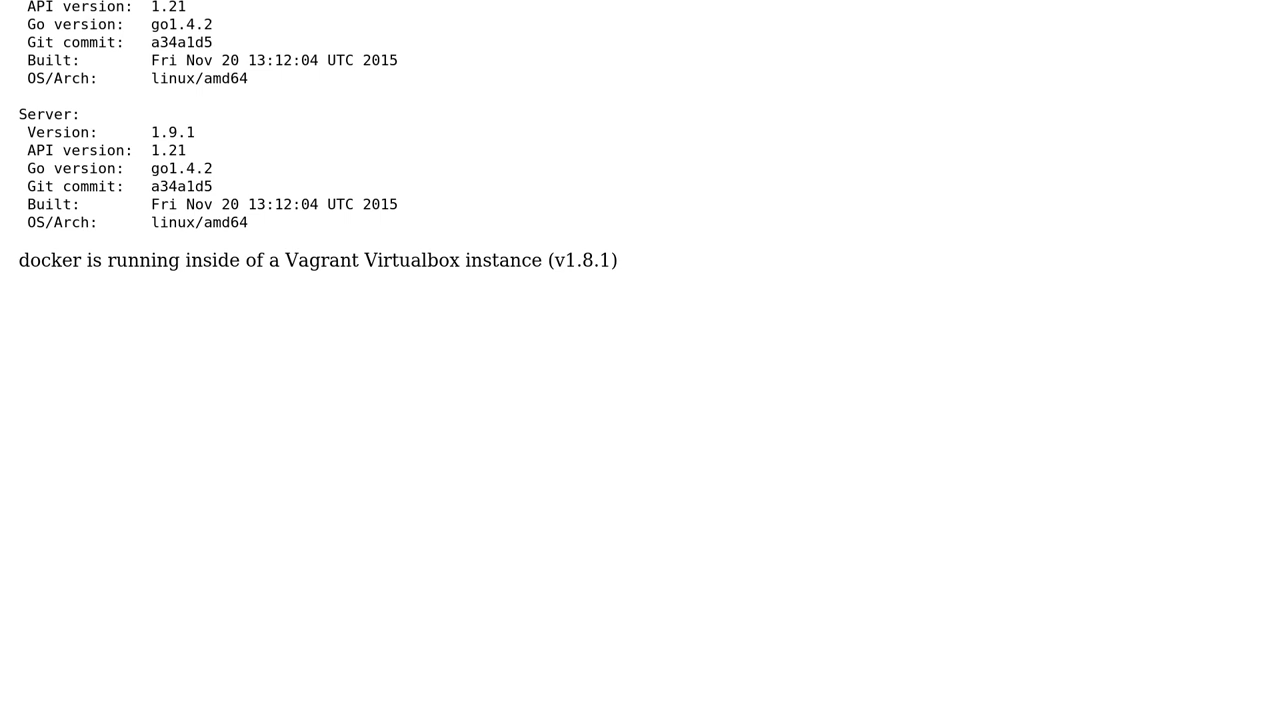 API version:  1.21
Go version:   go1.4.2
Git commit:   a34a1d5
Built:        Fri Nov 20 13:12:04 UTC 2015
OS/Arch:      linux/amd64
Server:
Version:      1.9.1
API version:  1.21
Go version:   go1.4.2
Git commit:   a34a1d5
Built:        Fri Nov 20 13:12:04 UTC 2015
OS/Arch:      linux/amd64
docker is running inside of a Vagrant Virtualbox instance (v1.8.1)